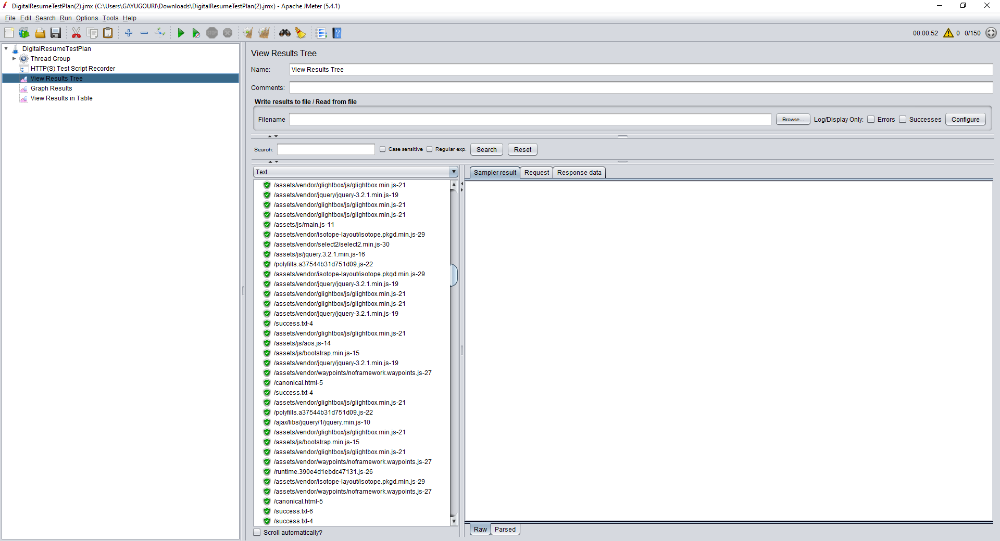 DigitalResumeTestPlan(2).jmx (C:\Users\GAYUGOURI\Downloads\DigitalResumeTestPlan(2).jmx) - Apache JMeter (5.4.1)
File Edit Search Run Options Tools Help
STOP
00:00:52 0 0/150
DigitalResumeTestPlan
Thread Group
HTTP(S) Test Script Recorder
View Results Tree
Graph Results
View Results in Table
View Results Tree
Name: View Results Tree
Comments:
Write results to file / Read from file
Filename Browse... Log/Display Only: Errors Successes Configure
Search: Case sensitive Regular exp. Search Reset
Text
/assets/vendor/glightbox/js/glightbox.min.js-21
/assets/vendor/jquery/jquery-3.2.1.min.js-19
/assets/vendor/glightbox/js/glightbox.min.js-21
/assets/vendor/glightbox/js/glightbox.min.js-21
/assets/js/main.js-11
/assets/vendor/isotope-layout/isotope.pkgd.min.js-29
/assets/vendor/select2/select2.min.js-30
/assets/js/jquery.3.2.1.min.js-16
/polyfills.a37544b31d751d09.js-22
/assets/vendor/isotope-layout/isotope.pkgd.min.js-29
/assets/vendor/jquery/jquery-3.2.1.min.js-19
/assets/vendor/glightbox/js/glightbox.min.js-21
/assets/vendor/glightbox/js/glightbox.min.js-21
/assets/vendor/jquery/jquery-3.2.1.min.js-19
/success.txt-4
/assets/vendor/glightbox/js/glightbox.min.js-21
/assets/js/aos.js-14
/assets/js/bootstrap.min.js-15
/assets/vendor/jquery/jquery-3.2.1.min.js-19
/assets/vendor/waypoints/noframework.waypoints.js-27
/canonical.html-5
/success.txt-4
/assets/vendor/glightbox/js/glightbox.min.js-21
/polyfills.a37544b31d751d09.js-22
/ajax/libs/jquery/1/jquery.min.js-10
/assets/vendor/glightbox/js/glightbox.min.js-21
/assets/js/bootstrap.min.js-15
/assets/vendor/glightbox/js/glightbox.min.js-21
/assets/vendor/waypoints/noframework.waypoints.js-27
/runtime.390e4d1ebdc47131.js-26
/assets/vendor/isotope-layout/isotope.pkgd.min.js-29
/assets/vendor/waypoints/noframework.waypoints.js-27
/canonical.html-5
/success.txt-6
/success.txt-4
Scroll automatically?
Sampler result Request Response data
Raw Parsed